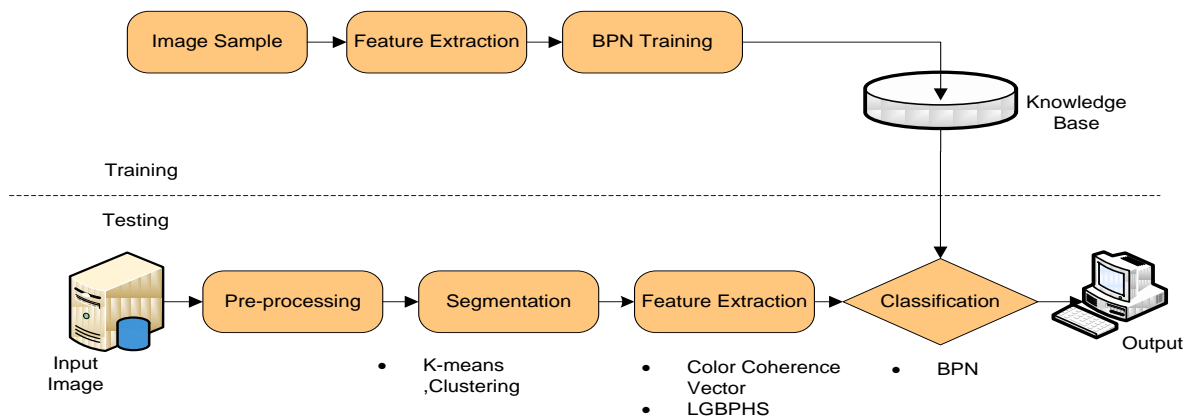 Image Sample
Feature Extraction
BPN Training
Knowledge
Base
Training
Testing
Pre-processing
Segmentation
Feature Extraction
Classification
Input
Image
Output
• K-means
,Clustering
• Color Coherence
Vector
• LGBPHS
• BPN